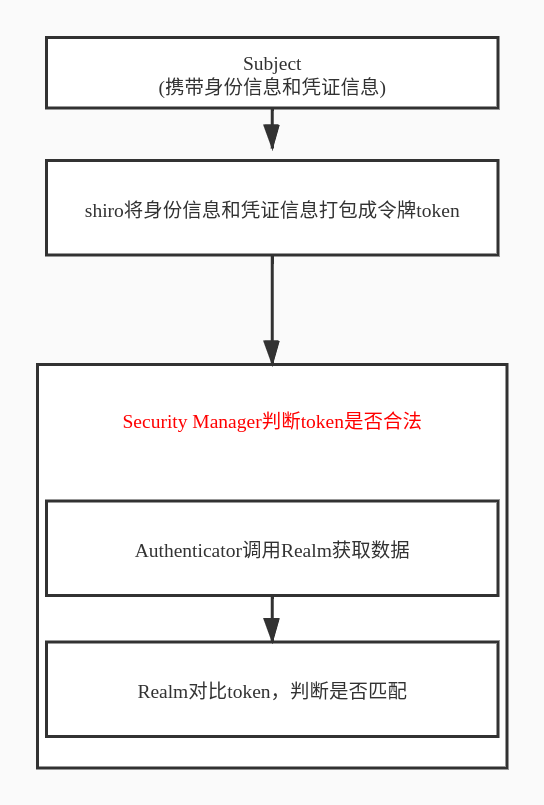 Subject
(携带身份信息和凭证信息)
shiro将身份信息和凭证信息打包成令牌token
Security Manager判断token是否合法
Authenticator调用Realm获取数据
Realm对比token，判断是否匹配